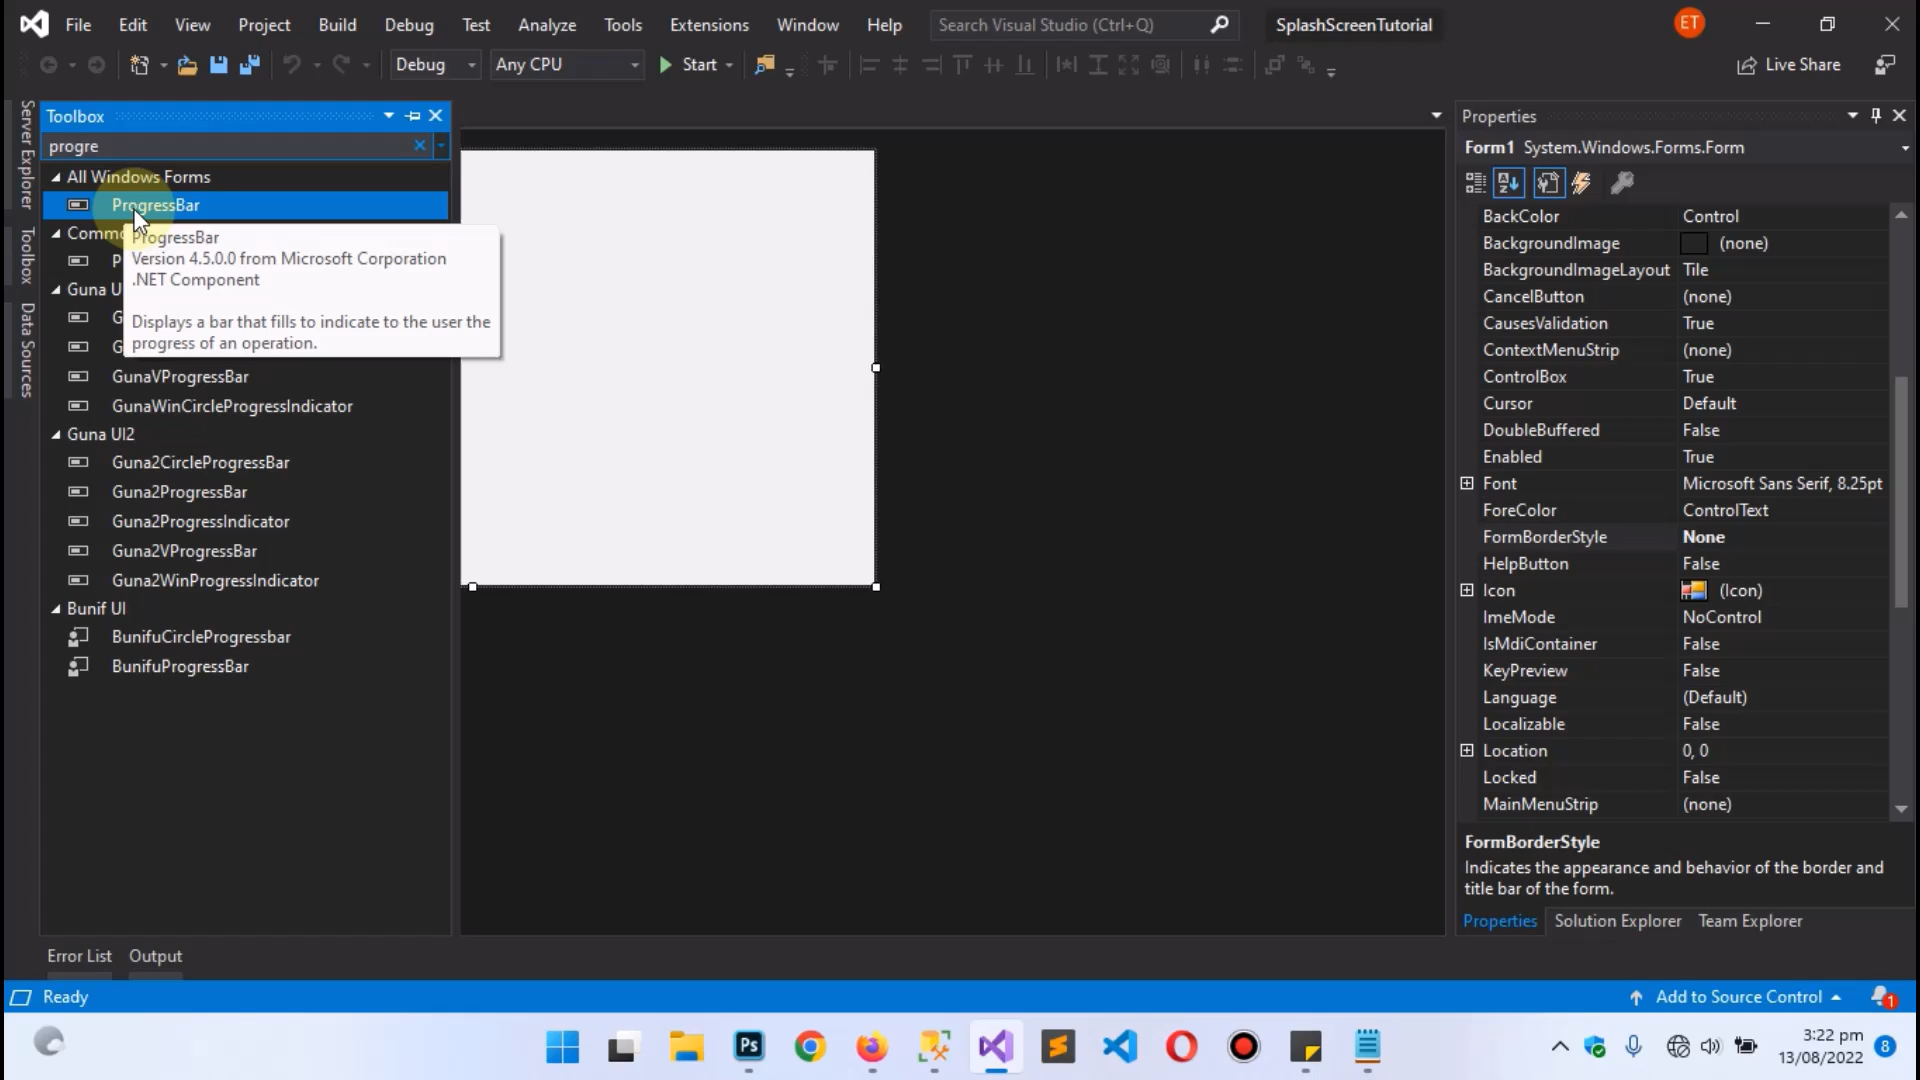 File Edit View Project Build Debug Test Analyze Tools Extensions Window Help Search Visual Studio (Ctrl+Q) SplashScreenTutorial ET
Debug Any CPU Start Live Share
Server Explorer
Toolbox
Data Sources
Toolbox
progre
All Windows Forms
ProgressBar
Commo
P
Guna U
G
G
GunaVProgressBar
GunaWinCircleProgressIndicator
Guna UI2
Guna2CircleProgressBar
Guna2ProgressBar
Guna2ProgressIndicator
Guna2VProgressBar
Guna2WinProgressIndicator
Bunif UI
BunifuCircleProgressbar
BunifuProgressBar
ProgressBar
Version 4.5.0.0 from Microsoft Corporation
.NET Component
Displays a bar that fills to indicate to the user the
progress of an operation.
Properties
Form1 System.Windows.Forms.Form
BackColor Control
BackgroundImage (none)
BackgroundImageLayout Tile
CancelButton (none)
CausesValidation True
ContextMenuStrip (none)
ControlBox True
Cursor Default
DoubleBuffered False
Enabled True
Font Microsoft Sans Serif, 8.25pt
ForeColor ControlText
FormBorderStyle None
HelpButton False
Icon (Icon)
ImeMode NoControl
IsMdiContainer False
KeyPreview False
Language (Default)
Localizable False
Location 0, 0
Locked False
MainMenuStrip (none)
FormBorderStyle
Indicates the appearance and behavior of the border and
title bar of the form.
Properties Solution Explorer Team Explorer
Error List Output
Ready Add to Source Control 1
Ps
3:22 pm
13/08/2022 8